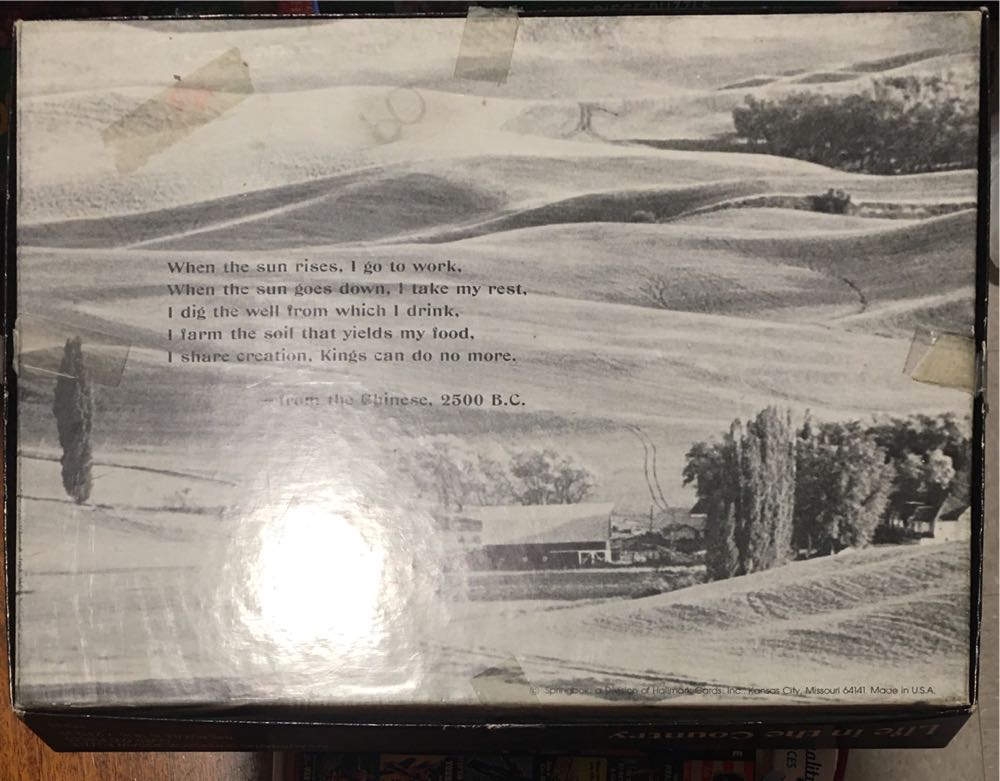 When the sun rises, I go to work,
When the sun goes down, I take my rest,
I dig the well from which I drink,
I farm the soil that yields my food,
I share creation, Kings can do no more.
— from the Chinese, 2500 B.C.
© Springbok, a Division of Hallmark Cards, Inc., Kansas City, Missouri 64141 Made in U.S.A.
Life in the Country